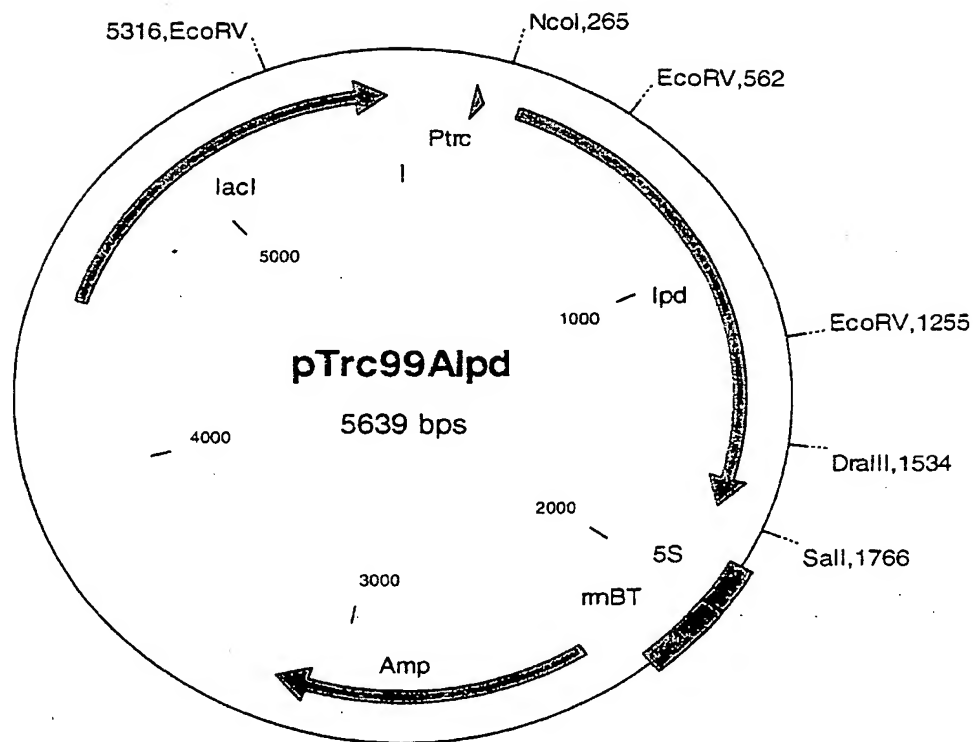 5316,EcoRV
NcoI,265
EcoRV,562
Ptrc
lacI
I
5000
lpd
1000
EcoRV,1255
pTrc99Alpd
5639 bps
4000
DraIII,1534
2000
5S
SalI,1766
3000
rrnBT
Amp